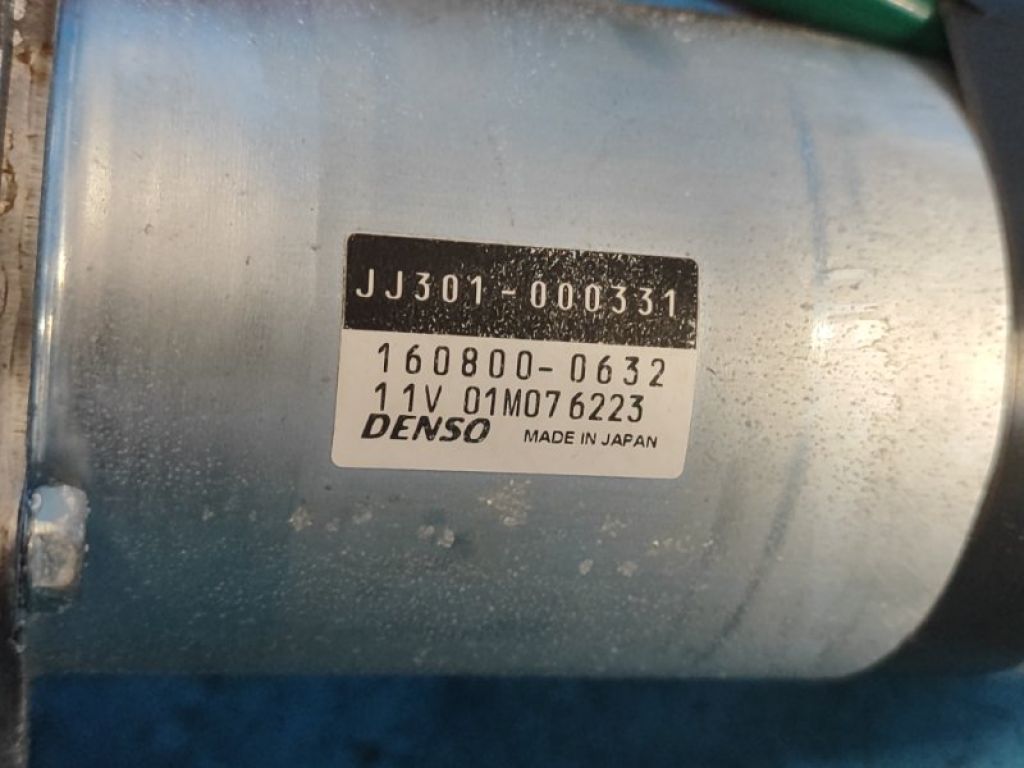 JJ301-000331
160800-0632
11V 01M076223
DENSO MADE IN JAPAN